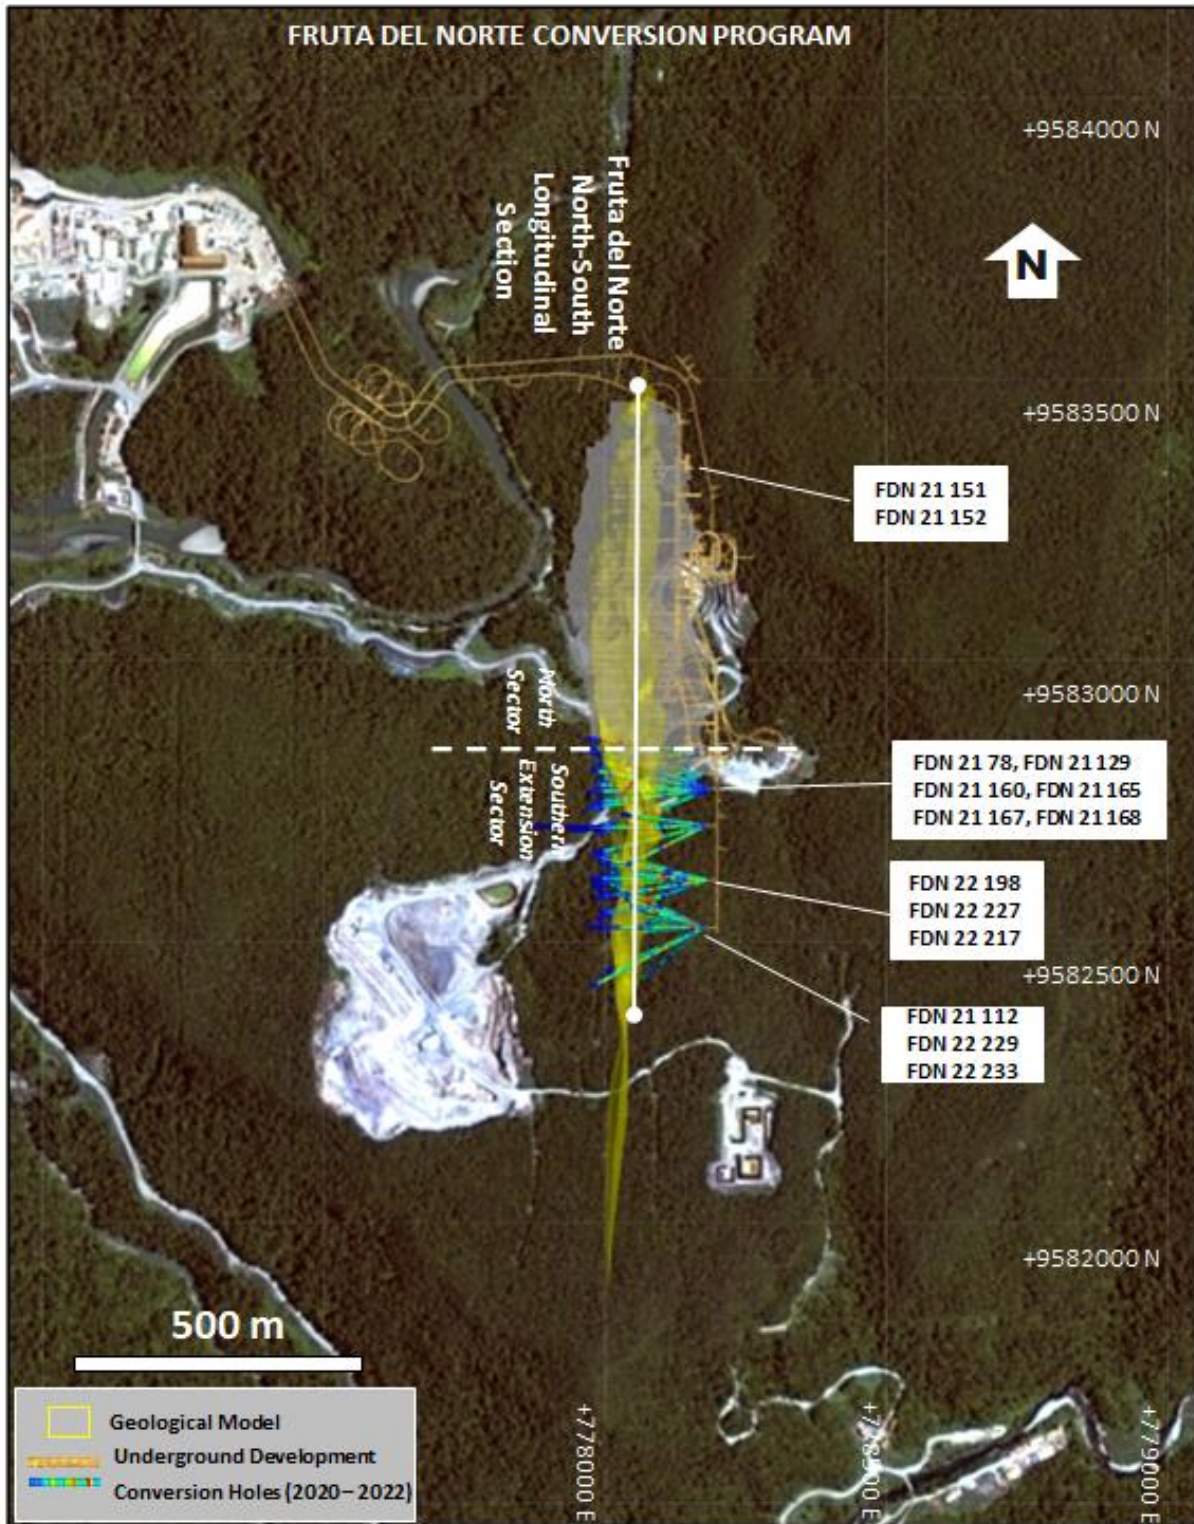 FRUTA DEL NORTE CONVERSION PROGRAM
+9584000 N
Fruta del Norte
North-South
Longitudinal
Section
N
+9583500 N
FDN 21 151
FDN 21 152
North
Sector
+9583000 N
Southern
Extension
Sector
FDN 21 78, FDN 21 129
FDN 21 160, FDN 21 165
FDN 21 167, FDN 21 168
FDN 22 198
FDN 22 227
FDN 22 217
+9582500 N
FDN 21 112
FDN 22 229
FDN 22 233
+9582000 N
500 m
Geological Model
Underground Development
Conversion Holes (2020 – 2022)
+778000 E
+778500 E
+779000 E